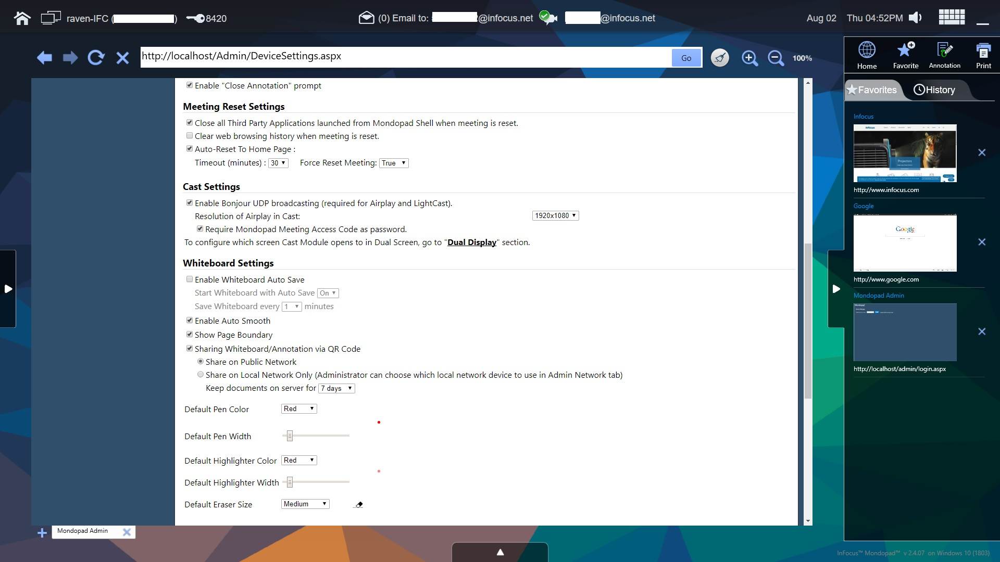 raven-IFC ( )
8420
(0) Email to: @infocus.net
@infocus.net
Aug 02 Thu 04:52PM
http://localhost/Admin/DeviceSettings.aspx
Go
100%
Home
Favorite
Annotation
Print
Favorites
History
Enable "Close Annotation" prompt
Meeting Reset Settings
Close all Third Party Applications launched from Mondopad Shell when meeting is reset.
Clear web browsing history when meeting is reset.
Auto-Reset To Home Page :
Timeout (minutes) : 30 Force Reset Meeting: True
Cast Settings
Enable Bonjour UDP broadcasting (required for Airplay and LightCast).
Resolution of Airplay in Cast: 1920x1080
Require Mondopad Meeting Access Code as password.
To configure which screen Cast Module opens to in Dual Screen, go to "Dual Display" section.
Whiteboard Settings
Enable Whiteboard Auto Save
Start Whiteboard with Auto Save On
Save Whiteboard every 1 minutes
Enable Auto Smooth
Show Page Boundary
Sharing Whiteboard/Annotation via QR Code
Share on Public Network
Share on Local Network Only (Administrator can choose which local network device to use in Admin Network tab)
Keep documents on server for 7 days
Default Pen Color Red
Default Pen Width
Default Highlighter Color Red
Default Highlighter Width
Default Eraser Size Medium
Infocus
InFocus
Projectors
http://www.infocus.com
Google
Google
http://www.google.com
Mondopad Admin
Mondopad
http://localhost/admin/login.aspx
Mondopad Admin
InFocus™ Mondopad™ v 2.4.07 on Windows 10 (1803)